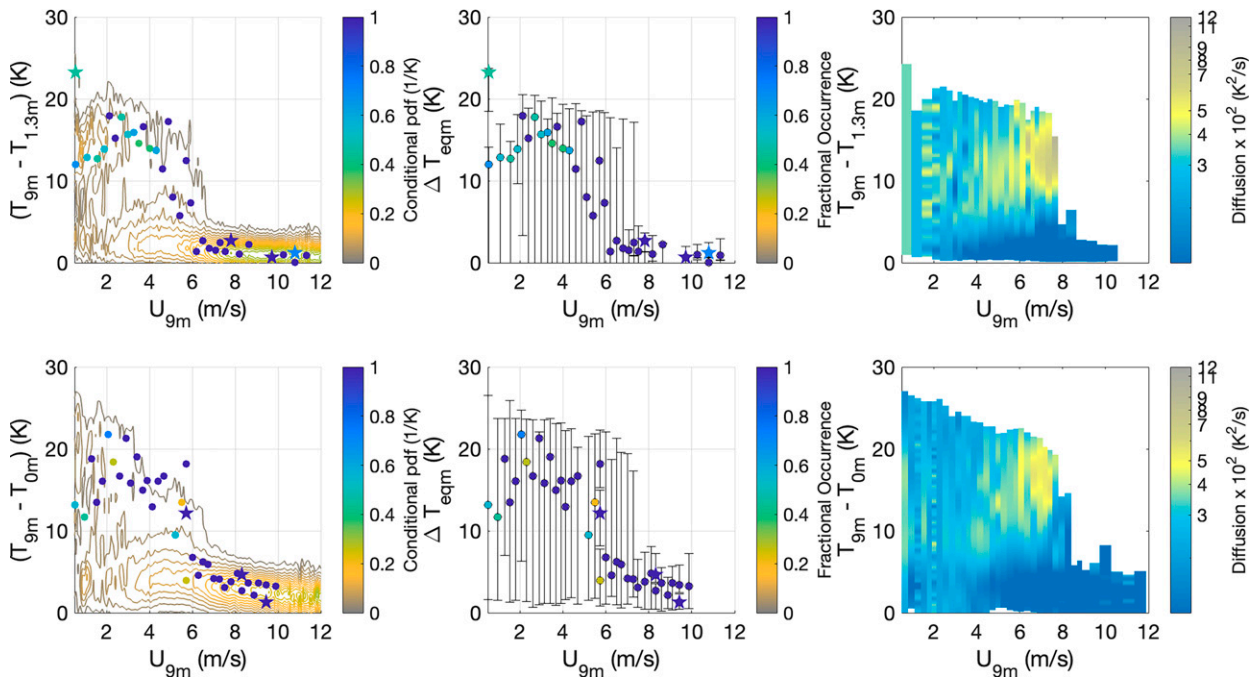 30
20
10
0
(T9m - T1.3m) (K)
2 4 6 8 10 12
U9m (m/s)
1
0.8
0.6
0.4
0.2
0
Conditional pdf (1/K)
30
20
10
0
Δ Teqm (K)
2 4 6 8 10 12
U9m (m/s)
1
0.8
0.6
0.4
0.2
0
Fractional Occurrence
30
20
10
0
T9m - T1.3m (K)
2 4 6 8 10 12
U9m (m/s)
12
11
9
8
7
5
4
3
Diffusion x 10² (K²/s)
30
20
10
0
(T9m - T0m) (K)
2 4 6 8 10 12
U9m (m/s)
1
0.8
0.6
0.4
0.2
0
Conditional pdf (1/K)
30
20
10
0
Δ Teqm (K)
2 4 6 8 10 12
U9m (m/s)
1
0.8
0.6
0.4
0.2
0
Fractional Occurrence
30
20
10
0
T9m - T0m (K)
2 4 6 8 10 12
U9m (m/s)
12
11
9
8
7
5
4
3
Diffusion x 10² (K²/s)